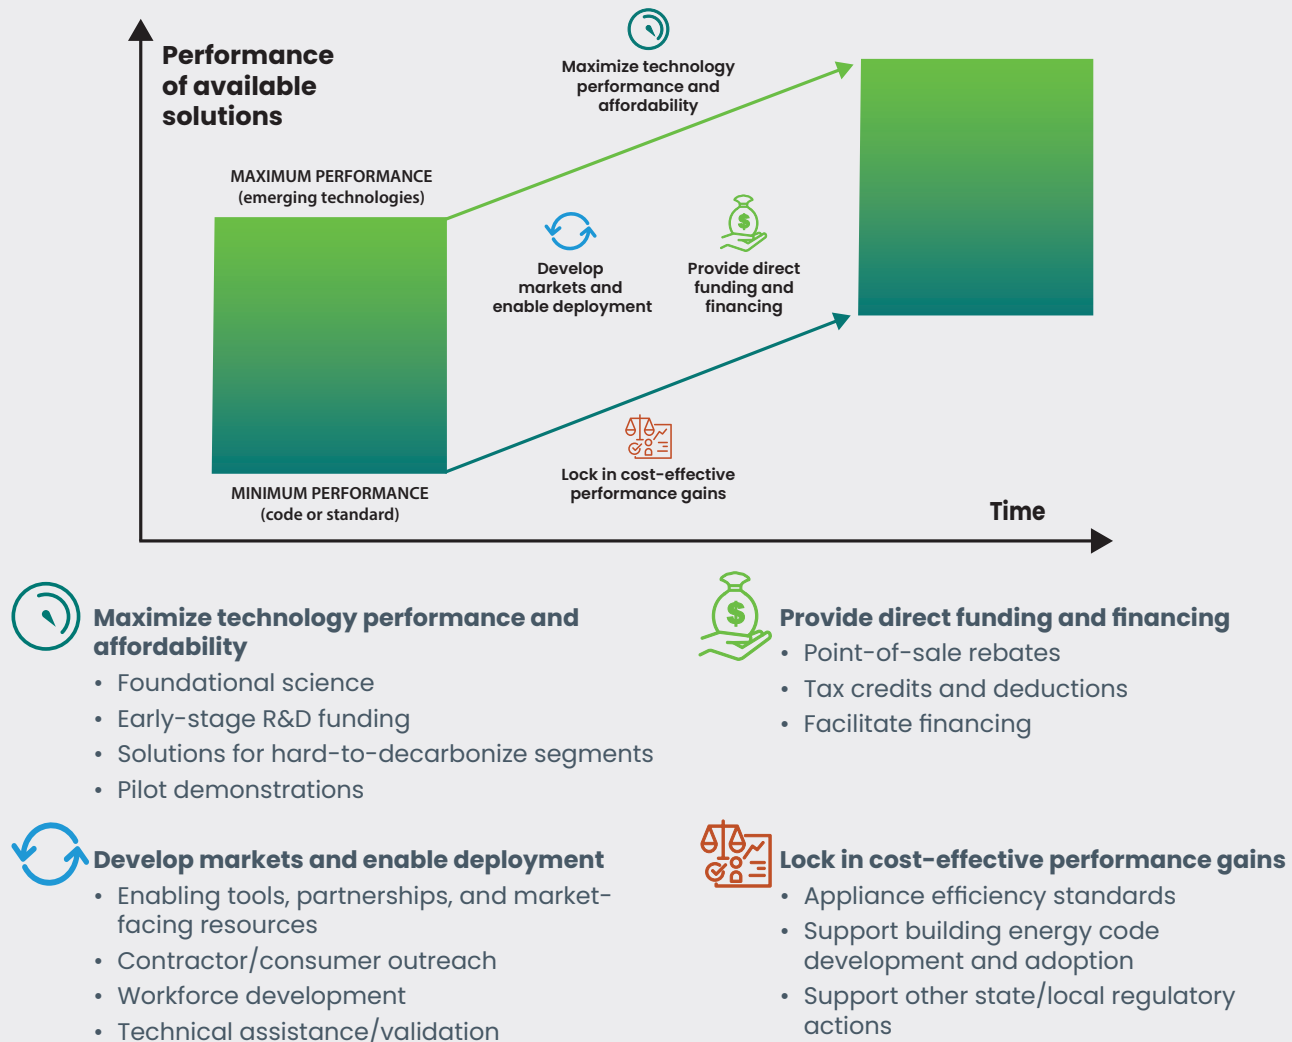 Performance
of available
solutions
Maximize technology
performance and
affordability
MAXIMUM PERFORMANCE
(emerging technologies)
Develop
markets and
enable deployment
Provide direct
funding and
financing
Lock in cost-effective
performance gains
MINIMUM PERFORMANCE
(code or standard)
Time
Maximize technology performance and
affordability
• Foundational science
• Early-stage R&D funding
• Solutions for hard-to-decarbonize segments
• Pilot demonstrations
$
Provide direct funding and financing
• Point-of-sale rebates
• Tax credits and deductions
• Facilitate financing
Develop markets and enable deployment
• Enabling tools, partnerships, and market-
facing resources
• Contractor/consumer outreach
• Workforce development
• Technical assistance/validation
Lock in cost-effective performance gains
• Appliance efficiency standards
• Support building energy code
development and adoption
• Support other state/local regulatory
actions